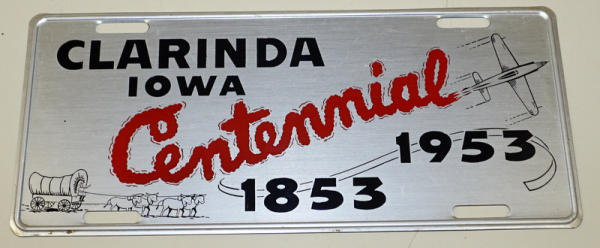 CLARINDA
IOWA
Centennial
1853 1953